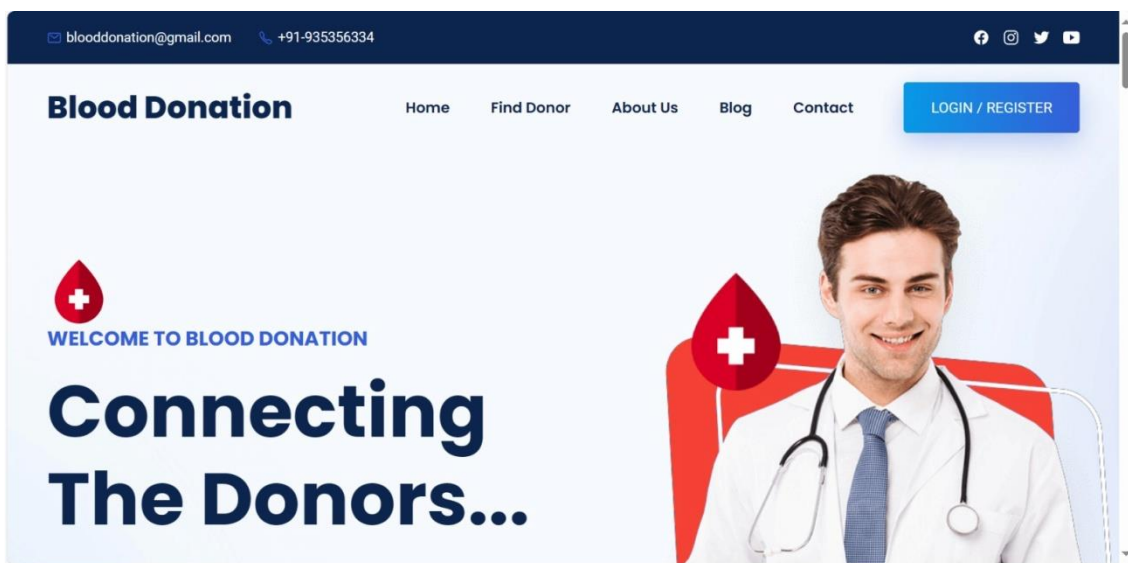 blooddonation@gmail.com +91-935356334
Blood Donation Home Find Donor About Us Blog Contact LOGIN / REGISTER
WELCOME TO BLOOD DONATION
Connecting
The Donors...